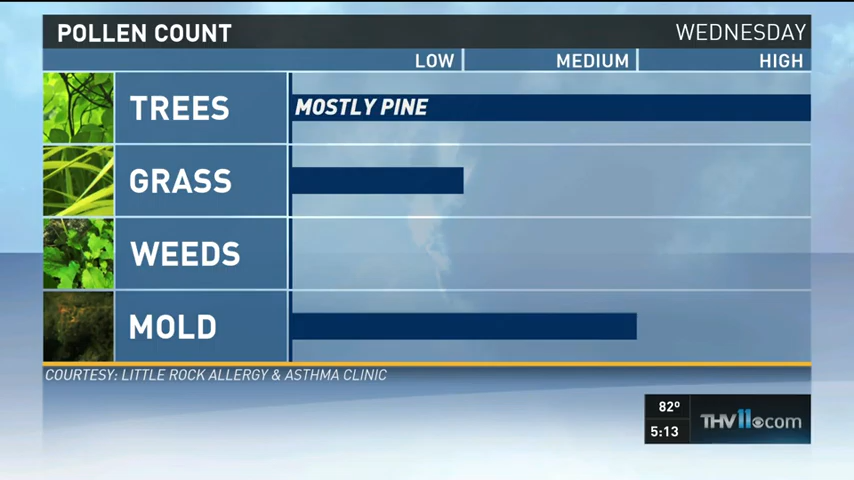 POLLEN COUNT
WEDNESDAY
LOW
MEDIUM
HIGH
TREES
MOSTLY PINE
GRASS
WEEDS
MOLD
COURTESY: LITTLE ROCK ALLERGY & ASTHMA CLINIC
82º
5:13
THV11.com